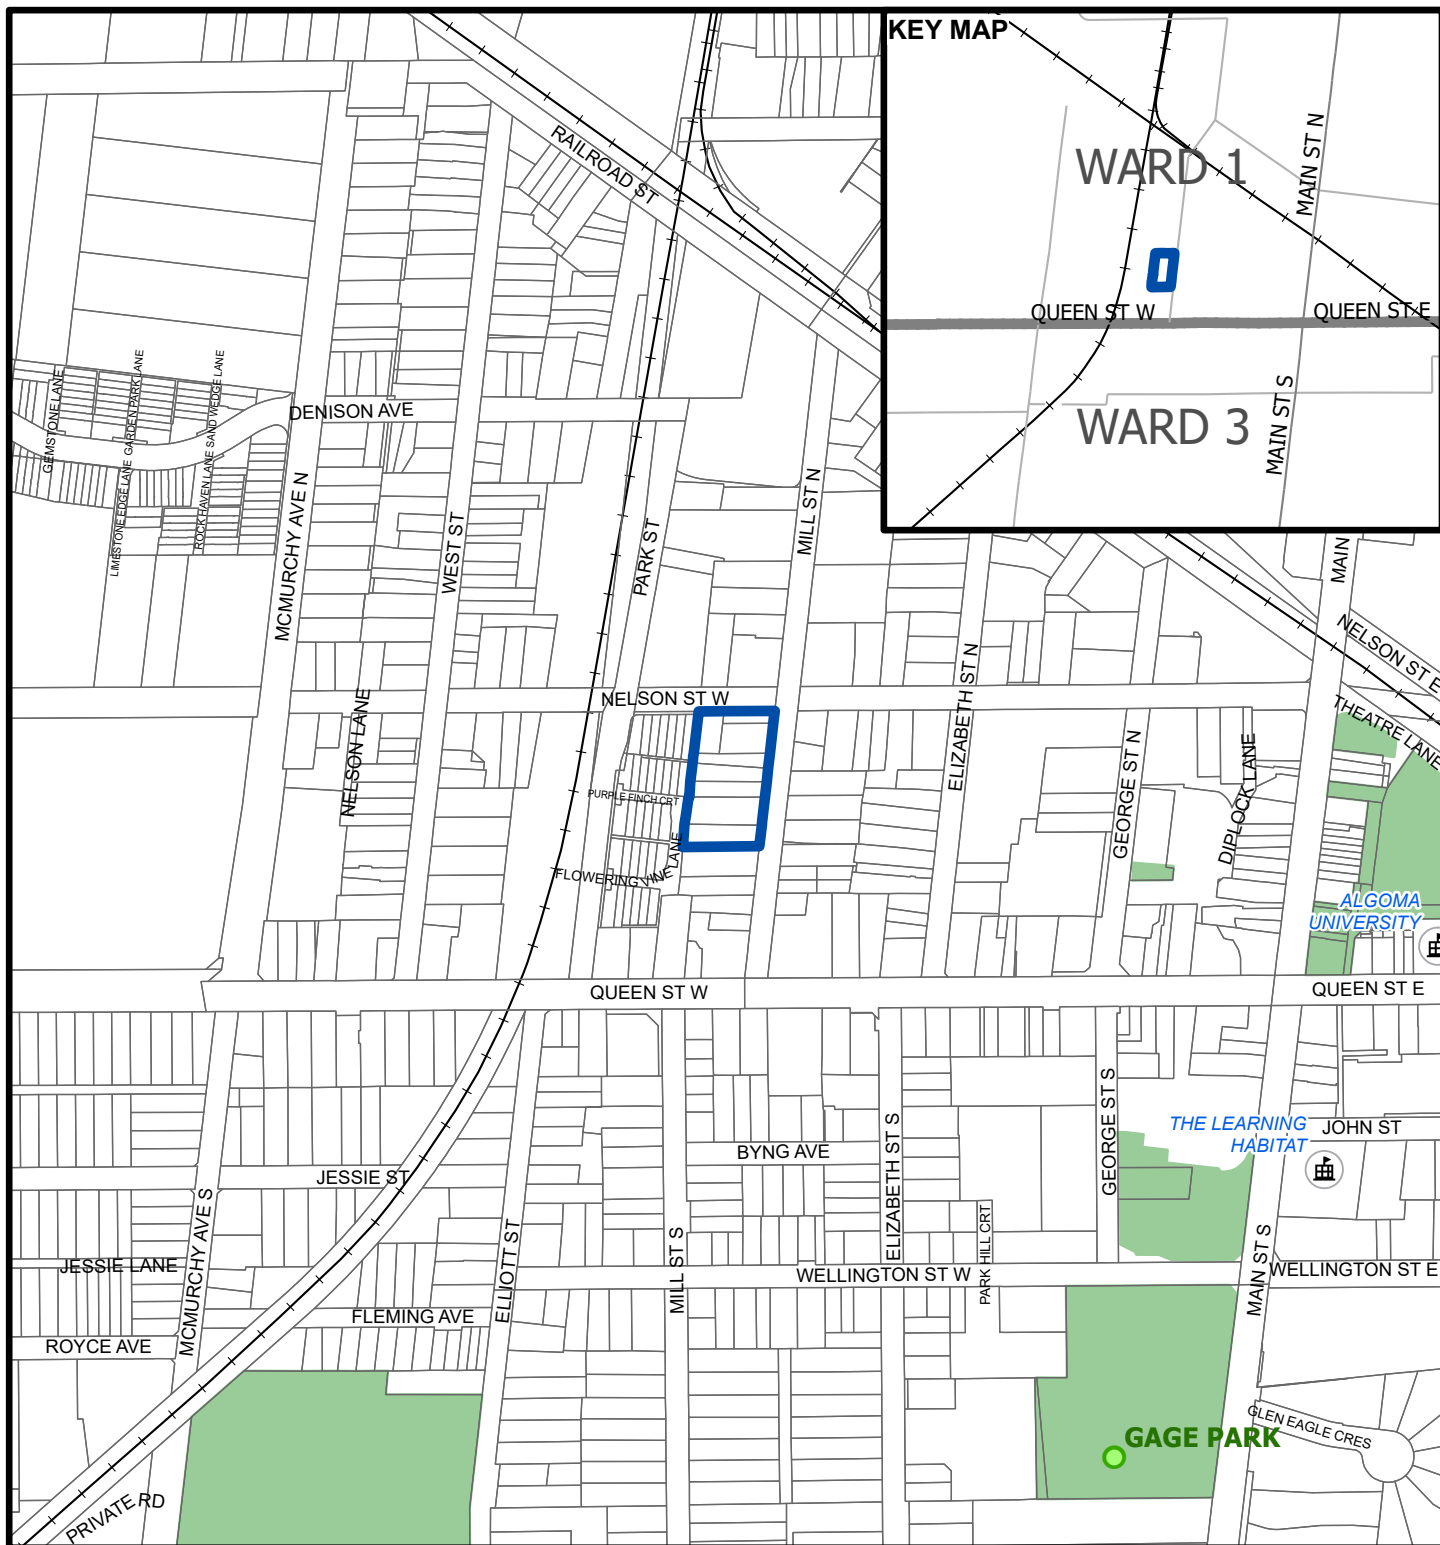 KEY MAP
WARD 1
MAIN ST N
QUEEN ST W
QUEEN ST E
MAIN ST S
WARD 3
RAILROAD ST
DENISON AVE
GEMSTONE LANE
GARDEN PARK LANE
SAND WEDGE LANE
LIMESTONE EDGE LANE
ROCK HAVEN LANE
MCMURCHY AVE N
WEST ST
PARK ST
MILL ST N
MAIN
NELSON ST E
THEATRE LANE
NELSON ST W
NELSON LANE
ELIZABETH ST N
GEORGE ST N
DIPLOCK LANE
PURPLE FINCH CRT
FLOWERING VINE LANE
ALGOMA
UNIVERSITY
QUEEN ST W
QUEEN ST E
GEORGE ST S
THE LEARNING
HABITAT
JOHN ST
BYNG AVE
ELIZABETH ST S
JESSIE ST
MCMURCHY AVE S
JESSIE LANE
ELLIOTT ST
MILL ST S
PARK HILL CRT
WELLINGTON ST W
WELLINGTON ST E
MAIN ST S
FLEMING AVE
ROYCE AVE
GLEN EAGLE CRES
GAGE PARK
PRIVATE RD